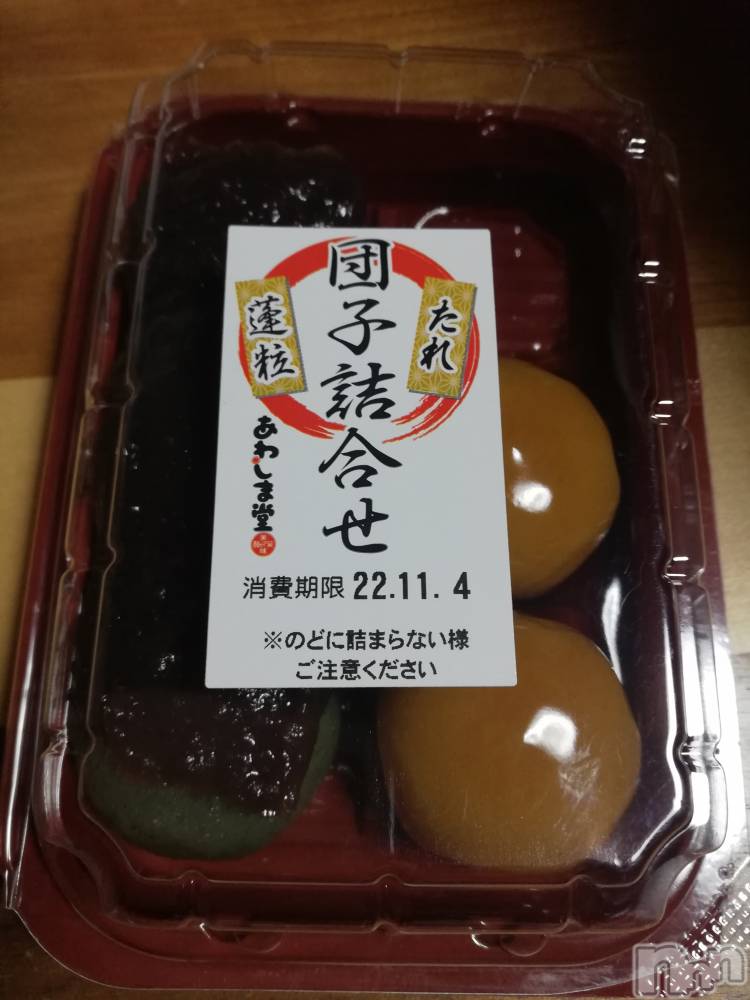 団子詰合せ
たれ
蓬粒
あわしま堂
消費期限 22.11. 4
※のどに詰まらない様
ご注意ください